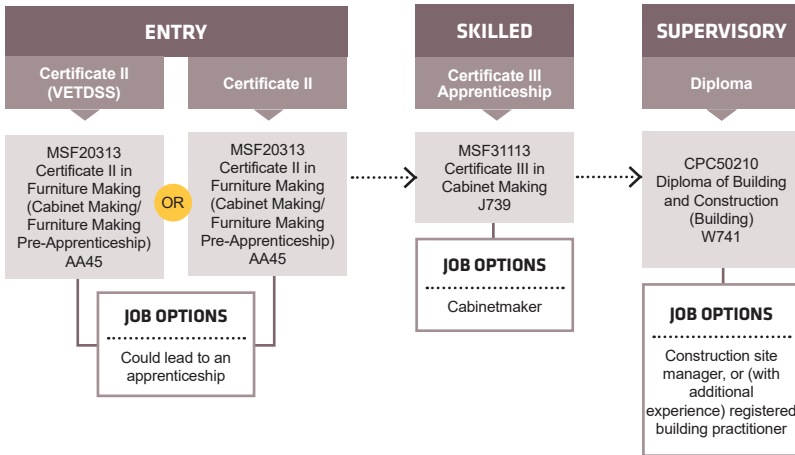 ENTRY
Certificate II
(VETDSS)
Certificate II
MSF20313
Certificate II in
Furniture Making
(Cabinet Making/
Furniture Making
Pre-Apprenticeship)
AA45
OR
MSF20313
Certificate II in
Furniture Making
(Cabinet Making/
Furniture Making
Pre-Apprenticeship)
AA45
JOB OPTIONS
Could lead to an
apprenticeship
SKILLED
Certificate III
Apprenticeship
MSF31113
Certificate III in
Cabinet Making
J739
JOB OPTIONS
Cabinetmaker
SUPERVISORY
Diploma
CPC50210
Diploma of Building
and Construction
(Building)
W741
JOB OPTIONS
Construction site
manager, or (with
additional
experience) registered
building practitioner